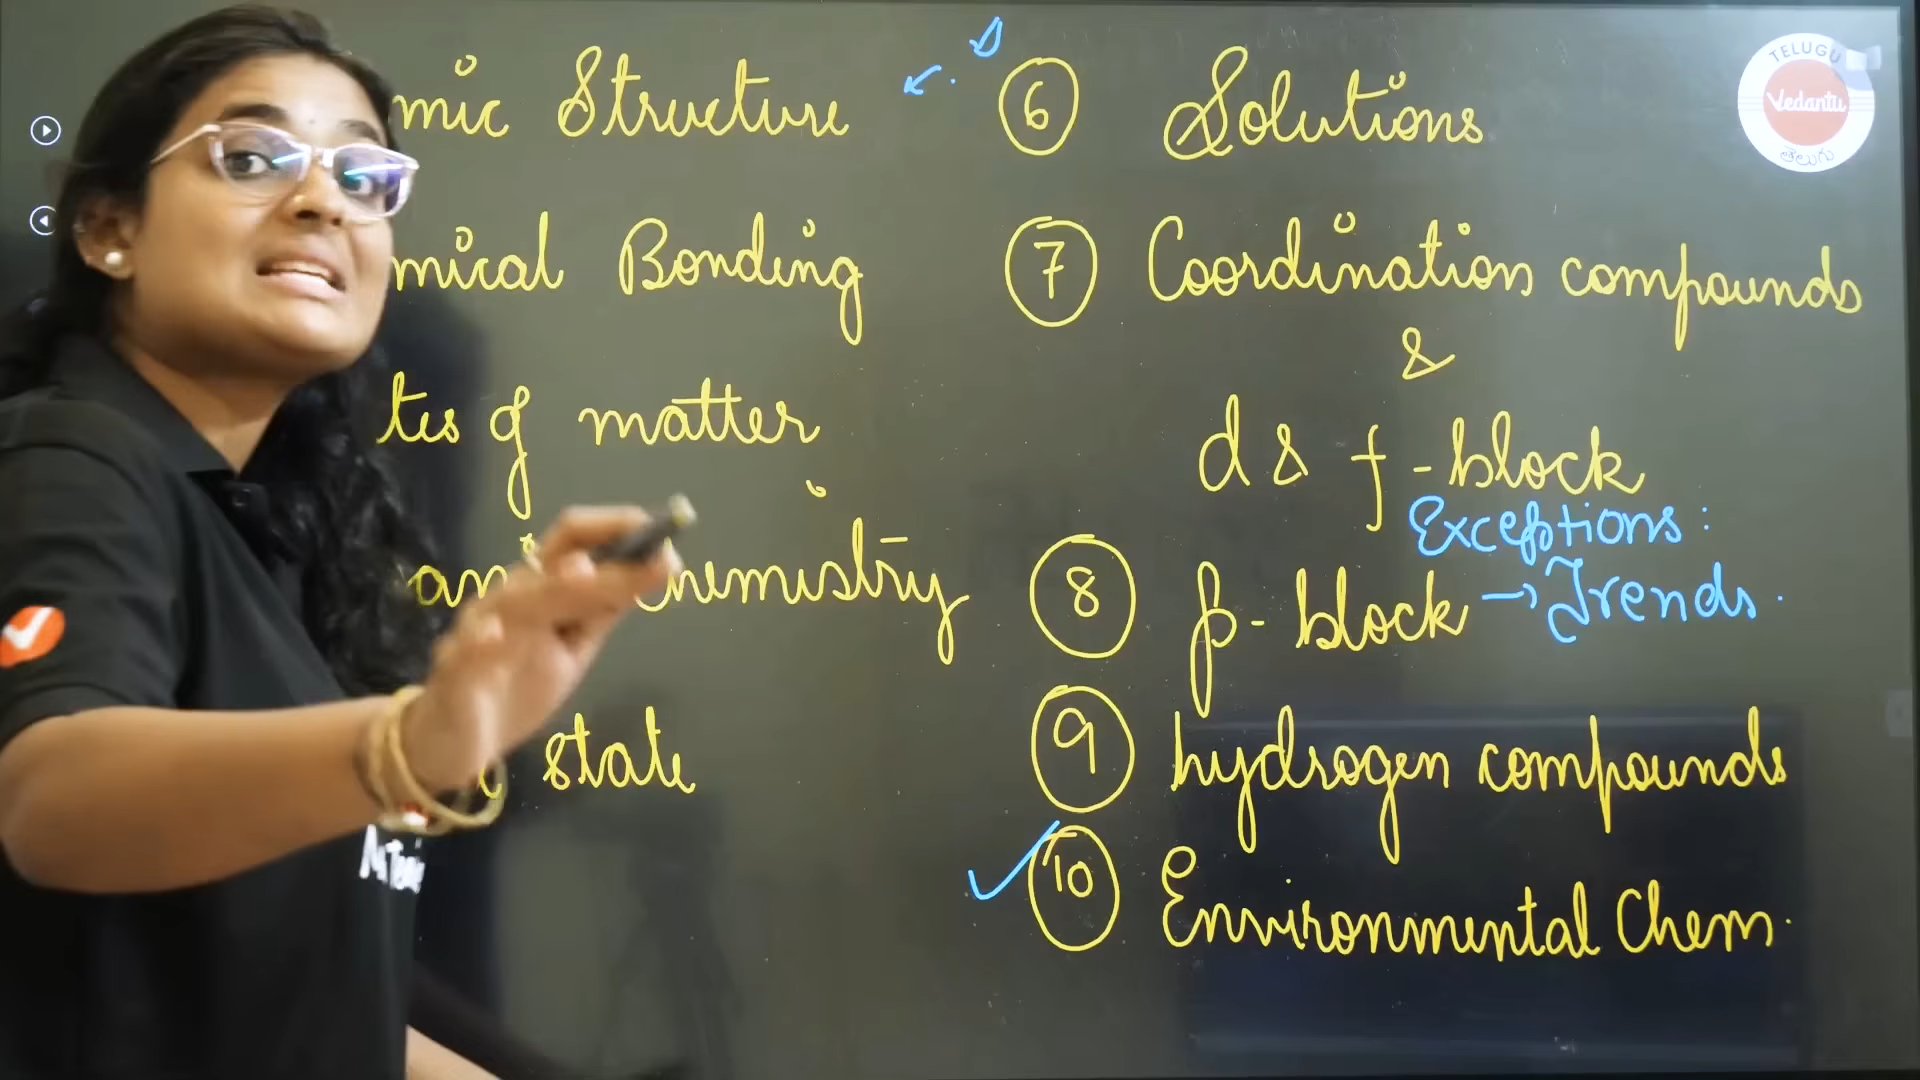 mic Structure
mical Bonding
tes of matter
chemistry
state
6 Solutions
7 Coordination compounds
&
d & f - block
Exceptions :
8 p - block → Trends.
9 hydrogen compounds
10 Environmental Chem.
TELUGU
Vedantu
తెలుగు